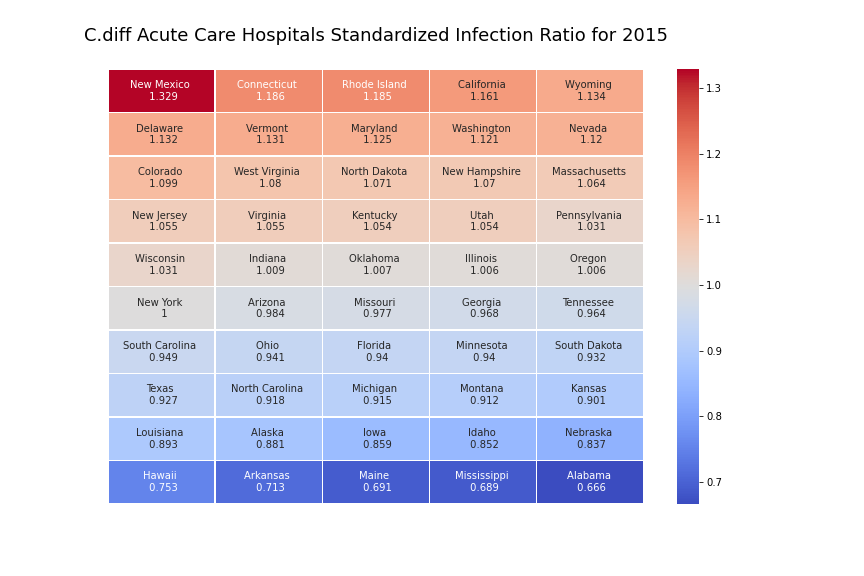 C.diff Acute Care Hospitals Standardized Infection Ratio for 2015
New Mexico Connecticut Rhode Island California Wyoming
1.329 1.186 1.185 1.161 1.134
Delaware Vermont Maryland Washington Nevada
1.132 1.131 1.125 1.121 1.12
Colorado West Virginia North Dakota New Hampshire Massachusetts
1.099 1.08 1.071 1.07 1.064
New Jersey Virginia Kentucky Utah Pennsylvania
1.055 1.055 1.054 1.054 1.031
Wisconsin Indiana Oklahoma Illinois Oregon
1.031 1.009 1.007 1.006 1.006
New York Arizona Missouri Georgia Tennessee
1 0.984 0.977 0.968 0.964
South Carolina Ohio Florida Minnesota South Dakota
0.949 0.941 0.94 0.94 0.932
Texas North Carolina Michigan Montana Kansas
0.927 0.918 0.915 0.912 0.901
Louisiana Alaska Iowa Idaho Nebraska
0.893 0.881 0.859 0.852 0.837
Hawaii Arkansas Maine Mississippi Alabama
0.753 0.713 0.691 0.689 0.666
1.3
1.2
1.1
1.0
0.9
0.8
0.7